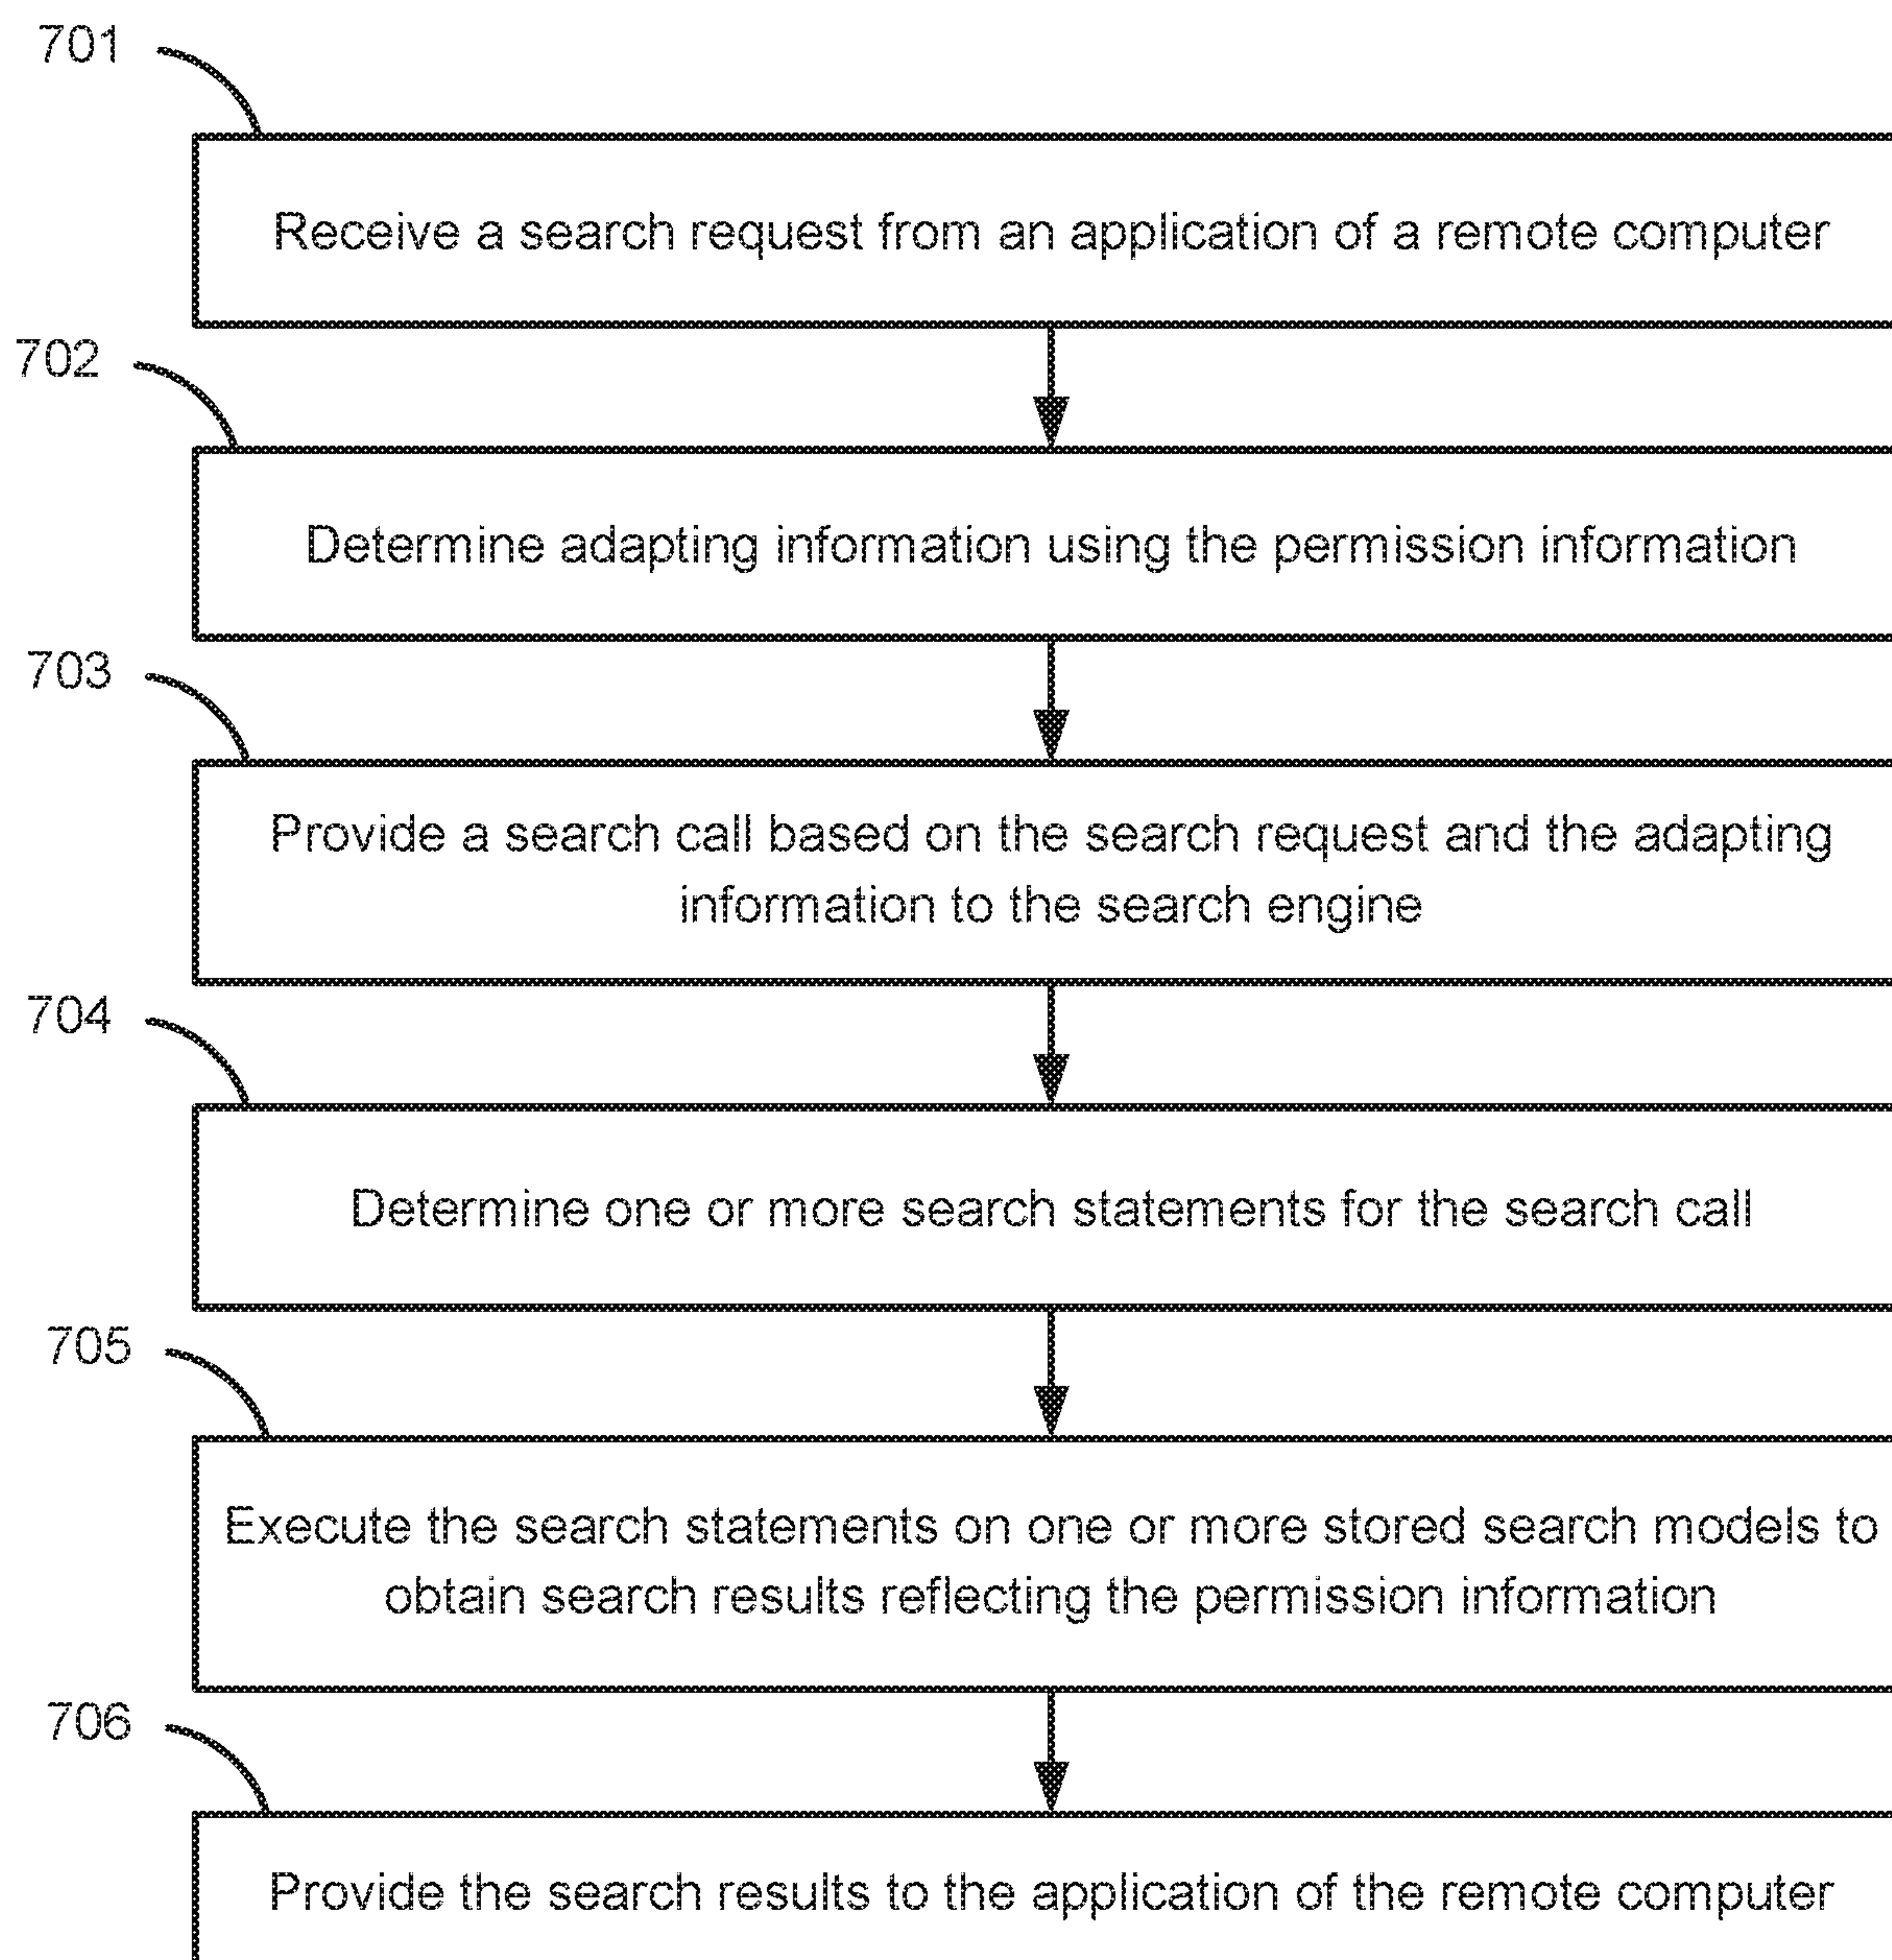 701
Receive a search request from an application of a remote computer
702
Determine adapting information using the permission information
703
Provide a search call based on the search request and the adapting
information to the search engine
704
Determine one or more search statements for the search call
705
Execute the search statements on one or more stored search models to
obtain search results reflecting the permission information
706
Provide the search results to the application of the remote computer